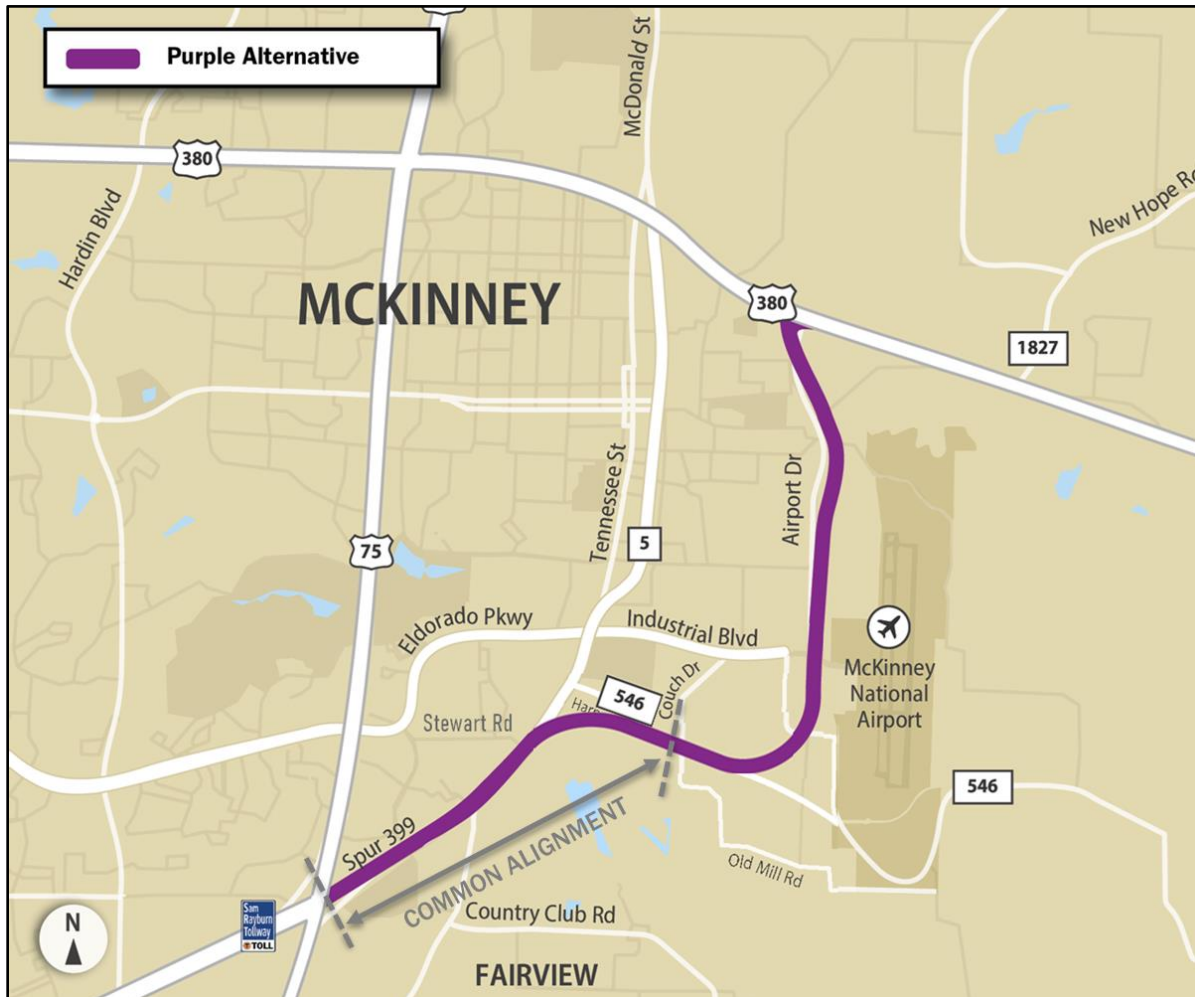 Purple Alternative
McDonald St
380
Hardin Blvd
New Hope Rd
MCKINNEY
380
1827
Tennessee St
Airport Dr
5
75
Eldorado Pkwy
Industrial Blvd
McKinney
National
Airport
546
Couch Dr
Stewart Rd
546
Spur 399
COMMON ALIGNMENT
Old Mill Rd
Sam
Rayburn
Tollway
TOLL
Country Club Rd
N
FAIRVIEW